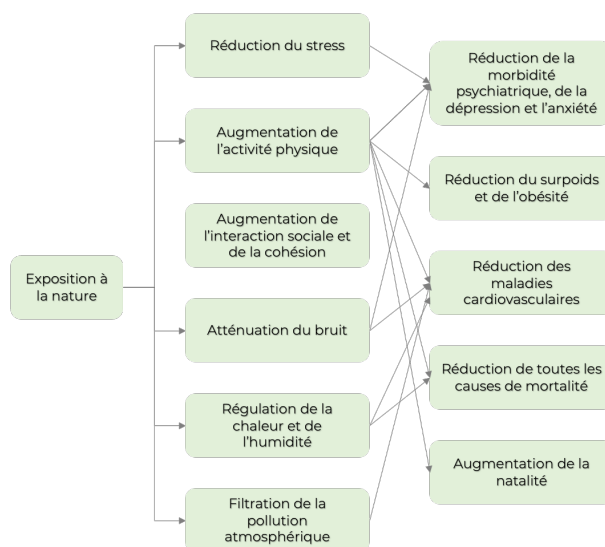 Exposition à
la nature
Réduction du stress
Augmentation de
l'activité physique
Augmentation de
l'interaction sociale et
de la cohésion
Atténuation du bruit
Régulation de la
chaleur et de
l'humidité
Filtration de la
pollution
atmosphérique
Réduction de la
morbidité
psychiatrique, de la
dépression et l'anxiété
Réduction du surpoids
et de l'obésité
Réduction des
maladies
cardiovasculaires
Réduction de toutes les
causes de mortalité
Augmentation de la
natalité